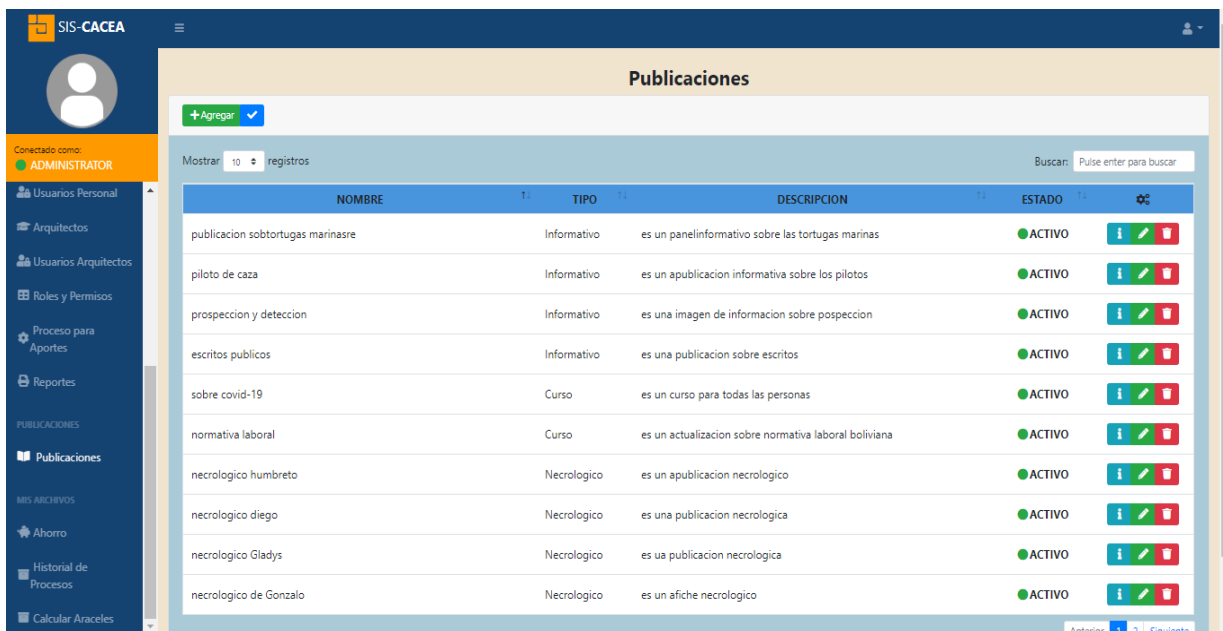 SIS-CACEA
Conectado como:
ADMINISTRATOR
Usuarios Personal
Arquitectos
Usuarios Arquitectos
Roles y Permisos
Proceso para
Aportes
Reportes
PUBLICACIONES
Publicaciones
MIS ARCHIVOS
Ahorro
Historial de
Procesos
Calcular Araceles
Publicaciones
Agregar
Mostrar 10 registros
Buscar: Pulse enter para buscar
NOMBRE TIPO DESCRIPCION ESTADO
publicacion sobtortugas marinasre Informativo es un panelinformativo sobre las tortugas marinas ACTIVO
piloto de caza Informativo es un apublicacion informativa sobre los pilotos ACTIVO
prospeccion y deteccion Informativo es una imagen de informacion sobre pospeccion ACTIVO
escritos publicos Informativo es una publicacion sobre escritos ACTIVO
sobre covid-19 Curso es un curso para todas las personas ACTIVO
normativa laboral Curso es un actualizacion sobre normativa laboral boliviana ACTIVO
necrologico humbreto Necrologico es un apublicacion necrologico ACTIVO
necrologico diego Necrologico es una publicacion necrologica ACTIVO
necrologico Gladys Necrologico es ua publicacion necrologica ACTIVO
necrologico de Gonzalo Necrologico es un afiche necrologico ACTIVO
Anterior 1 2 Siguiente